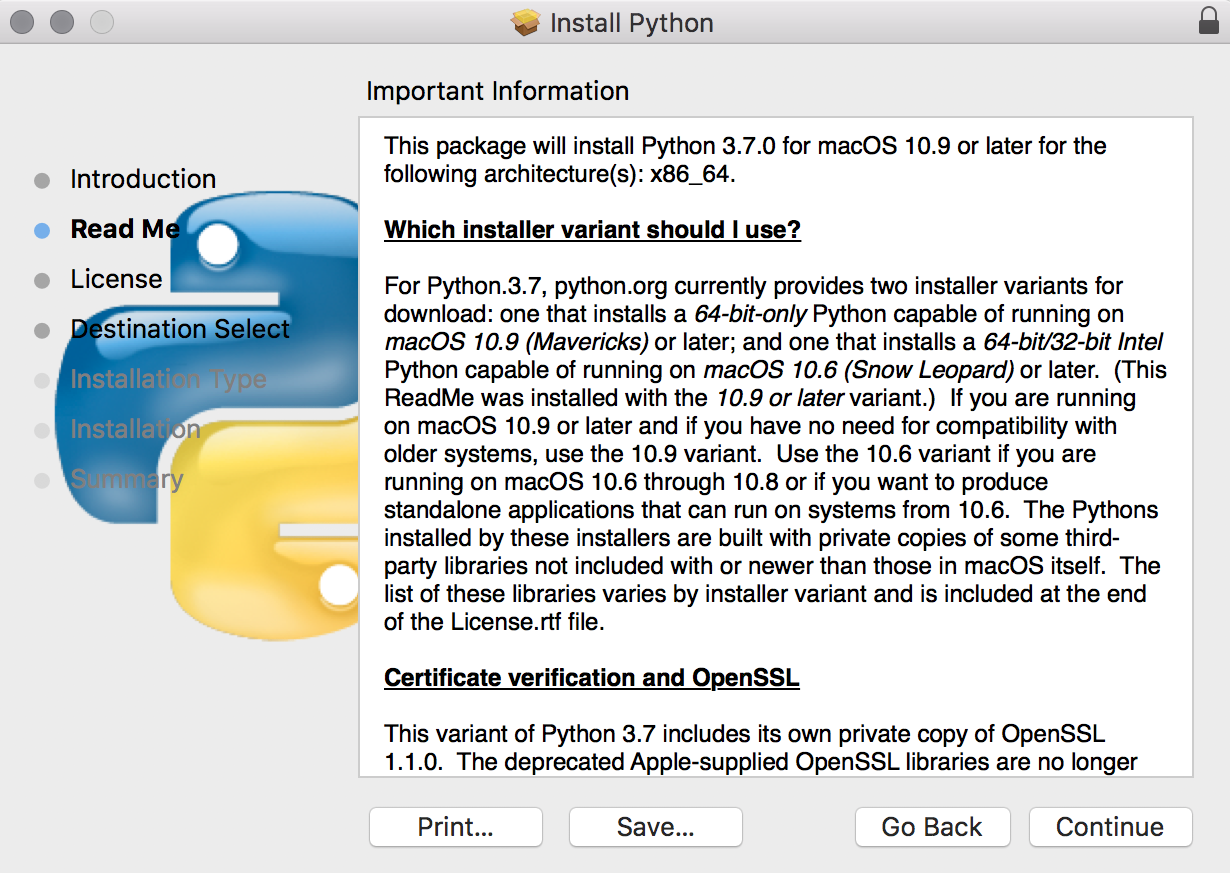 Install Python
Important Information
Introduction
Read Me
License
Destination Select
Installation Type
Installation
Summary
This package will install Python 3.7.0 for macOS 10.9 or later for the
following architecture(s): x86_64.
Which installer variant should I use?
For Python.3.7, python.org currently provides two installer variants for
download: one that installs a 64-bit-only Python capable of running on
macOS 10.9 (Mavericks) or later; and one that installs a 64-bit/32-bit Intel
Python capable of running on macOS 10.6 (Snow Leopard) or later.  (This
ReadMe was installed with the 10.9 or later variant.)  If you are running
on macOS 10.9 or later and if you have no need for compatibility with
older systems, use the 10.9 variant.  Use the 10.6 variant if you are
running on macOS 10.6 through 10.8 or if you want to produce
standalone applications that can run on systems from 10.6.  The Pythons
installed by these installers are built with private copies of some third-
party libraries not included with or newer than those in macOS itself.  The
list of these libraries varies by installer variant and is included at the end
of the License.rtf file.
Certificate verification and OpenSSL
This variant of Python 3.7 includes its own private copy of OpenSSL
1.1.0.  The deprecated Apple-supplied OpenSSL libraries are no longer
Print... Save... Go Back Continue